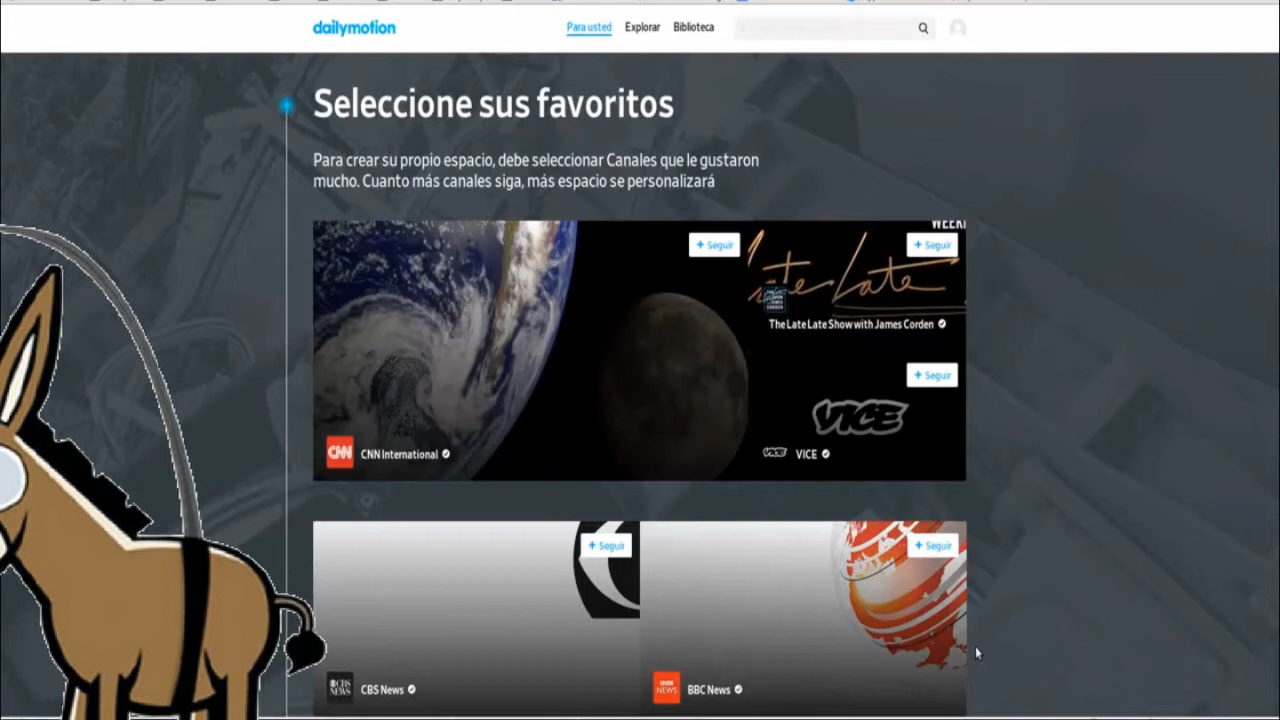 dailymotion
Para usted
Explorar
Biblioteca
Seleccione sus favoritos
Para crear su propio espacio, debe seleccionar Canales que le gustaron
mucho. Cuanto más canales siga, más espacio se personalizará
+ Seguir
+ Seguir
Late Late
The Late Late Show with James Corden
+ Seguir
VICE
CNN
CNN International
VICE
VICE
+ Seguir
+ Seguir
CBS NEWS
CBS News
BBC NEWS
BBC News